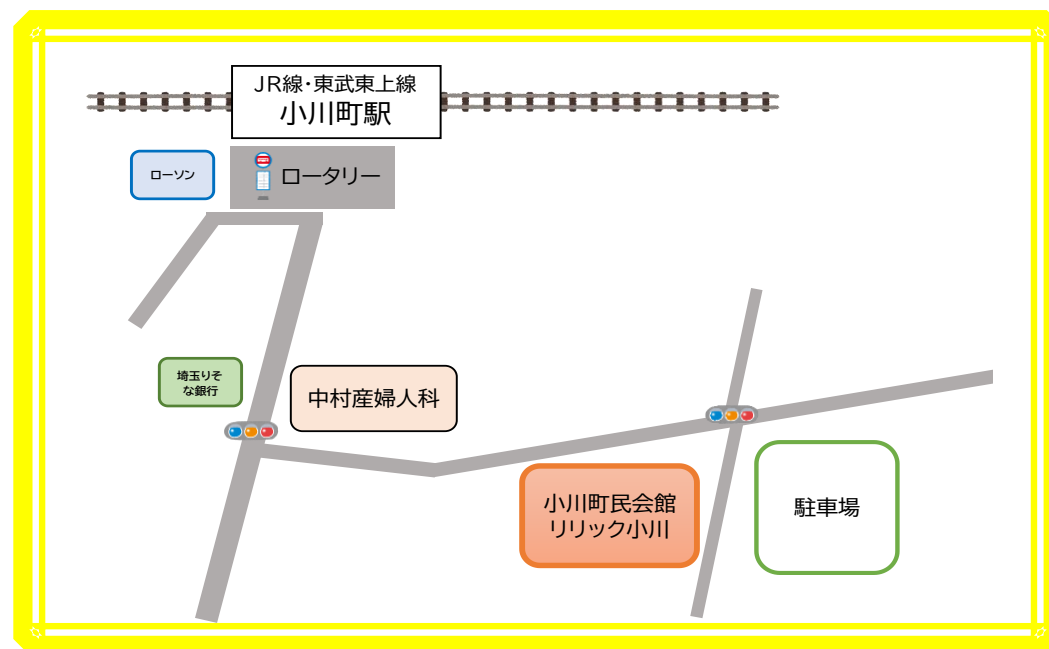 JR線・東武東上線
小川町駅
ローソン
ロータリー
埼玉りそ
な銀行
中村産婦人科
小川町民会館
リリック小川
駐車場